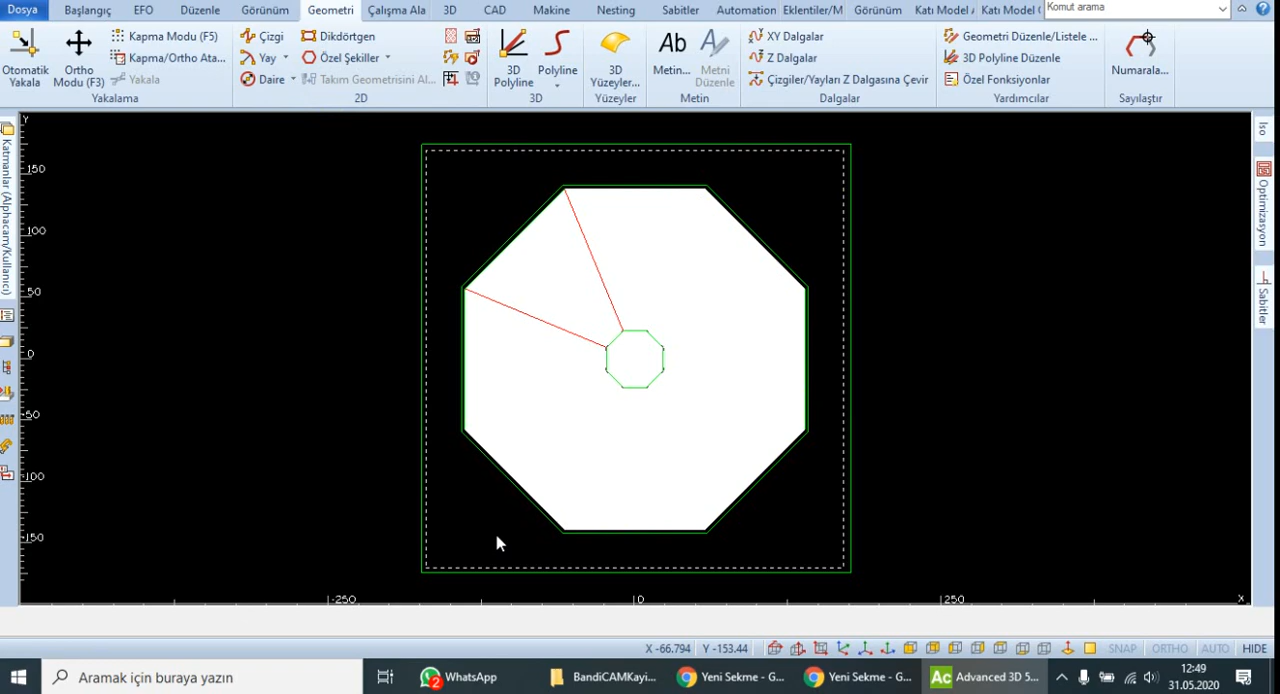 Dosya Başlangıç EFO Düzenle Görünüm Geometri Çalışma Ala 3D CAD Makine Nesting Sabitler Automation Eklentiler/M Görünüm Katı Model A Katı Model ( Komut arama
Otomatik Yakala
Ortho Modu (F3)
Kapma Modu (F5)
Kapma/Ortho Ata...
Yakala
Yakalama
Çizgi
Yay
Daire
Dikdörtgen
Özel Şekiller
Takım Geometrisini Al...
2D
3D Polyline
Polyline
3D
3D Yüzeyler...
Yüzeyler
Metin...
Metni Düzenle
Metin
XY Dalgalar
Z Dalgalar
Çizgiler/Yayları Z Dalgasına Çevir
Dalgalar
Geometri Düzenle/Listele ...
3D Polyline Düzenle
Özel Fonksiyonlar
Yardımcılar
Numarala...
Sayılaştır
Katmanlar (Alphacam/Kullanıcı)
Y
150
100
50
0
-50
-100
-150
-250 0 250 X
Iso
Optimizasyon
Sabitler
X -66.794 Y -153.44 SNAP ORTHO AUTO HIDE
Aramak için buraya yazın
2 WhatsApp
BandiCAMKayi...
Yeni Sekme - G...
Yeni Sekme - G...
Ac Advanced 3D 5...
12:49
31.05.2020